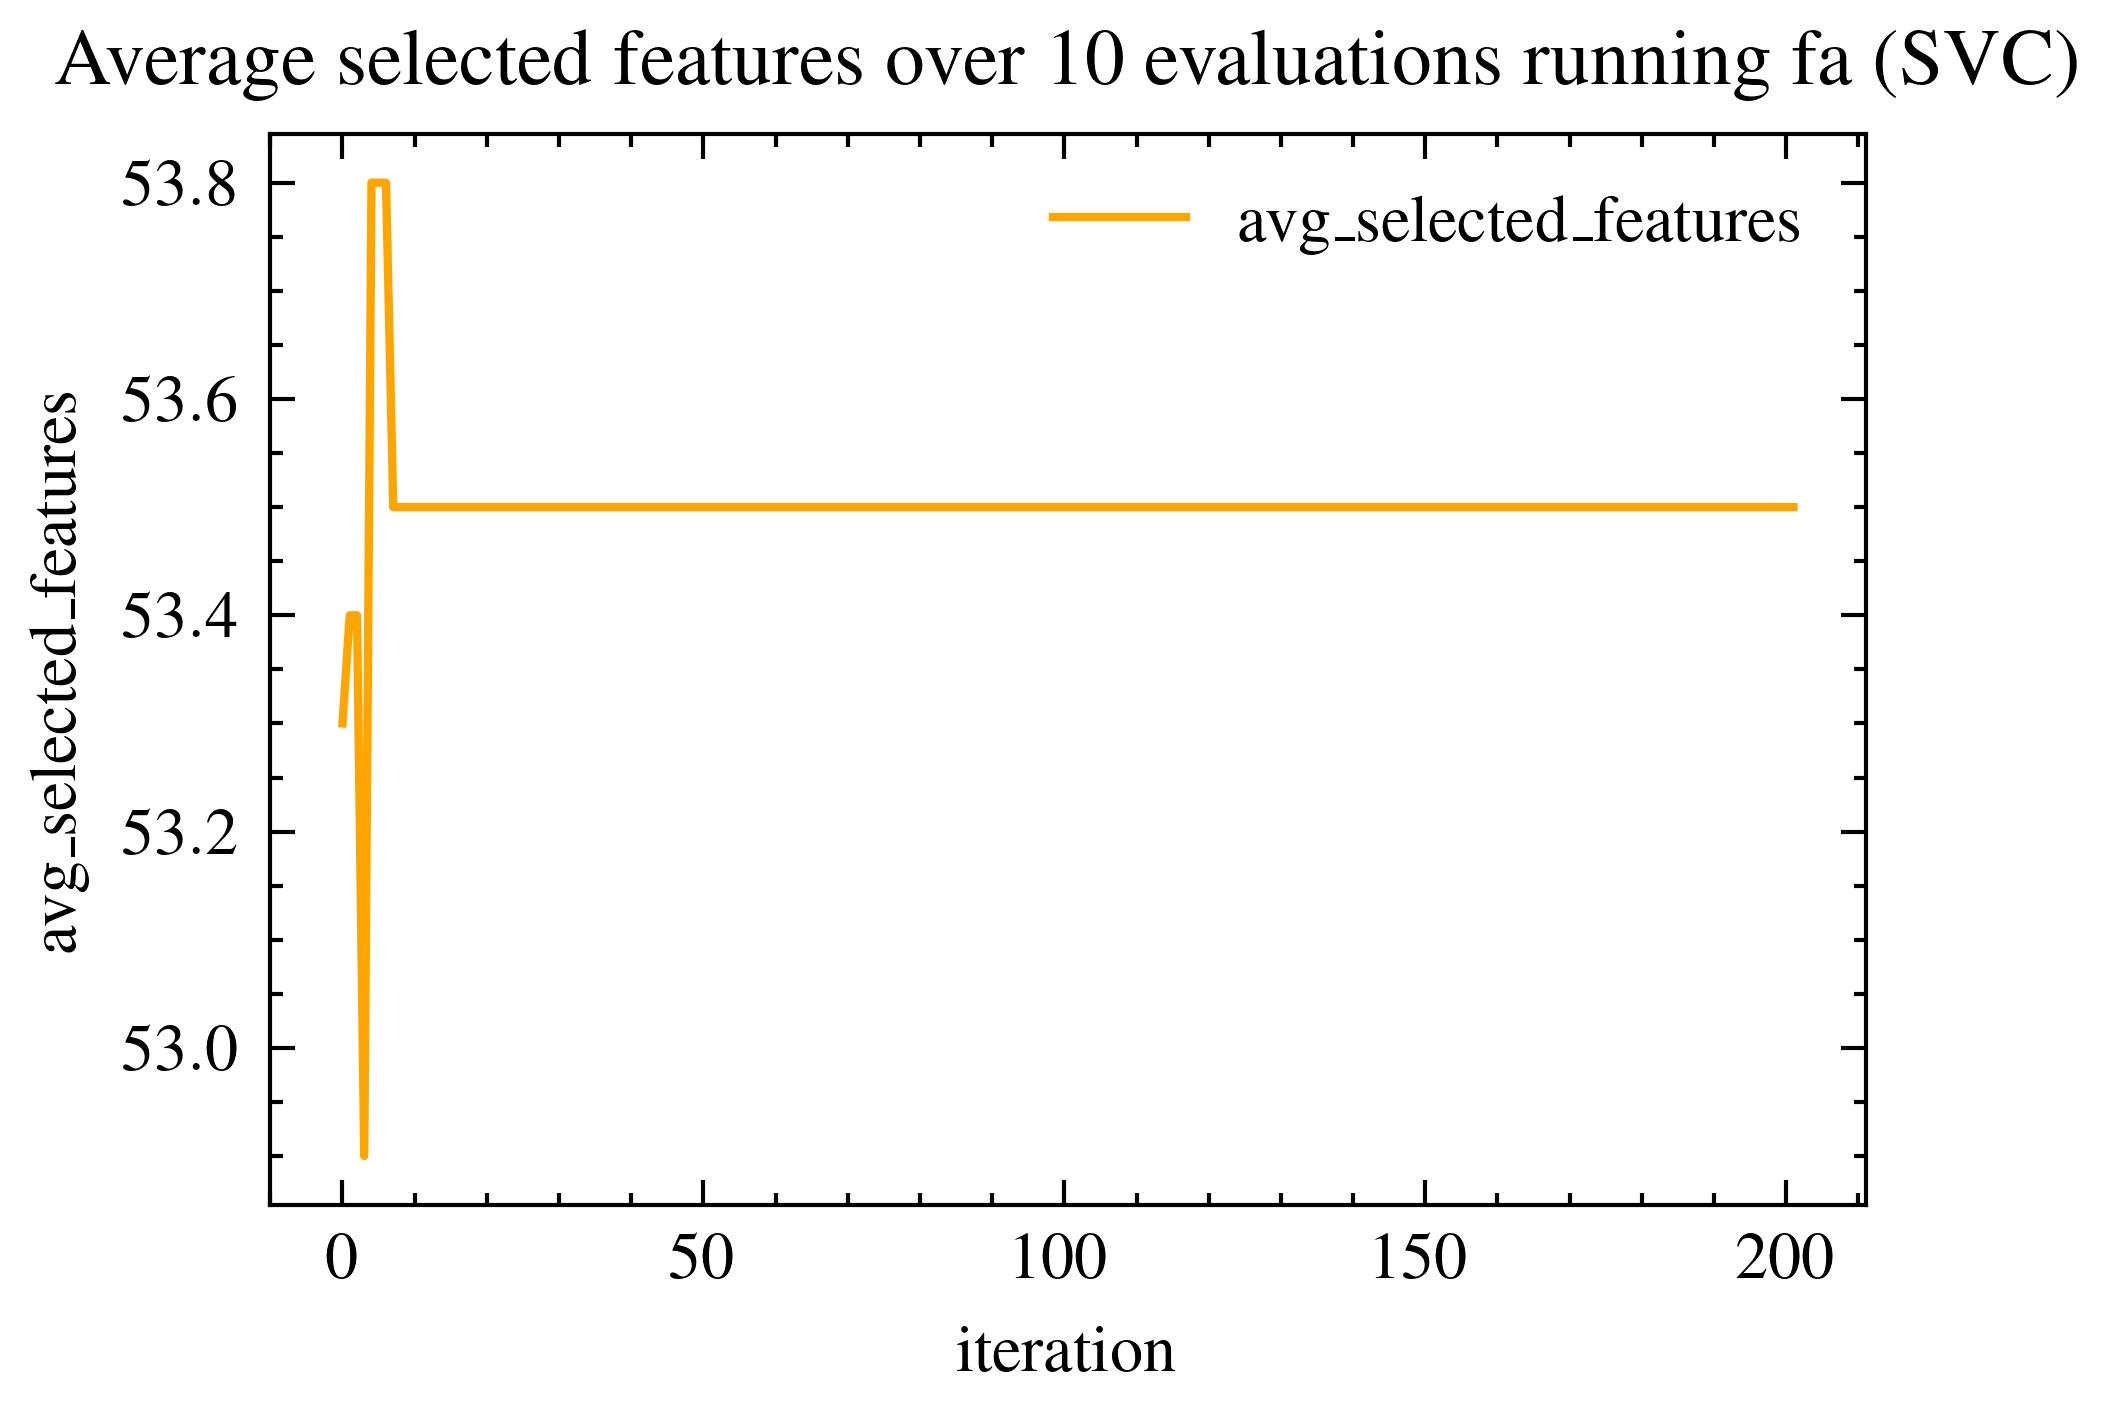 Average selected features over 10 evaluations running fa (SVC)
avg_selected_features
53.8
53.6
53.4
53.2
53.0
avg_selected_features
0
50
100
150
200
iteration